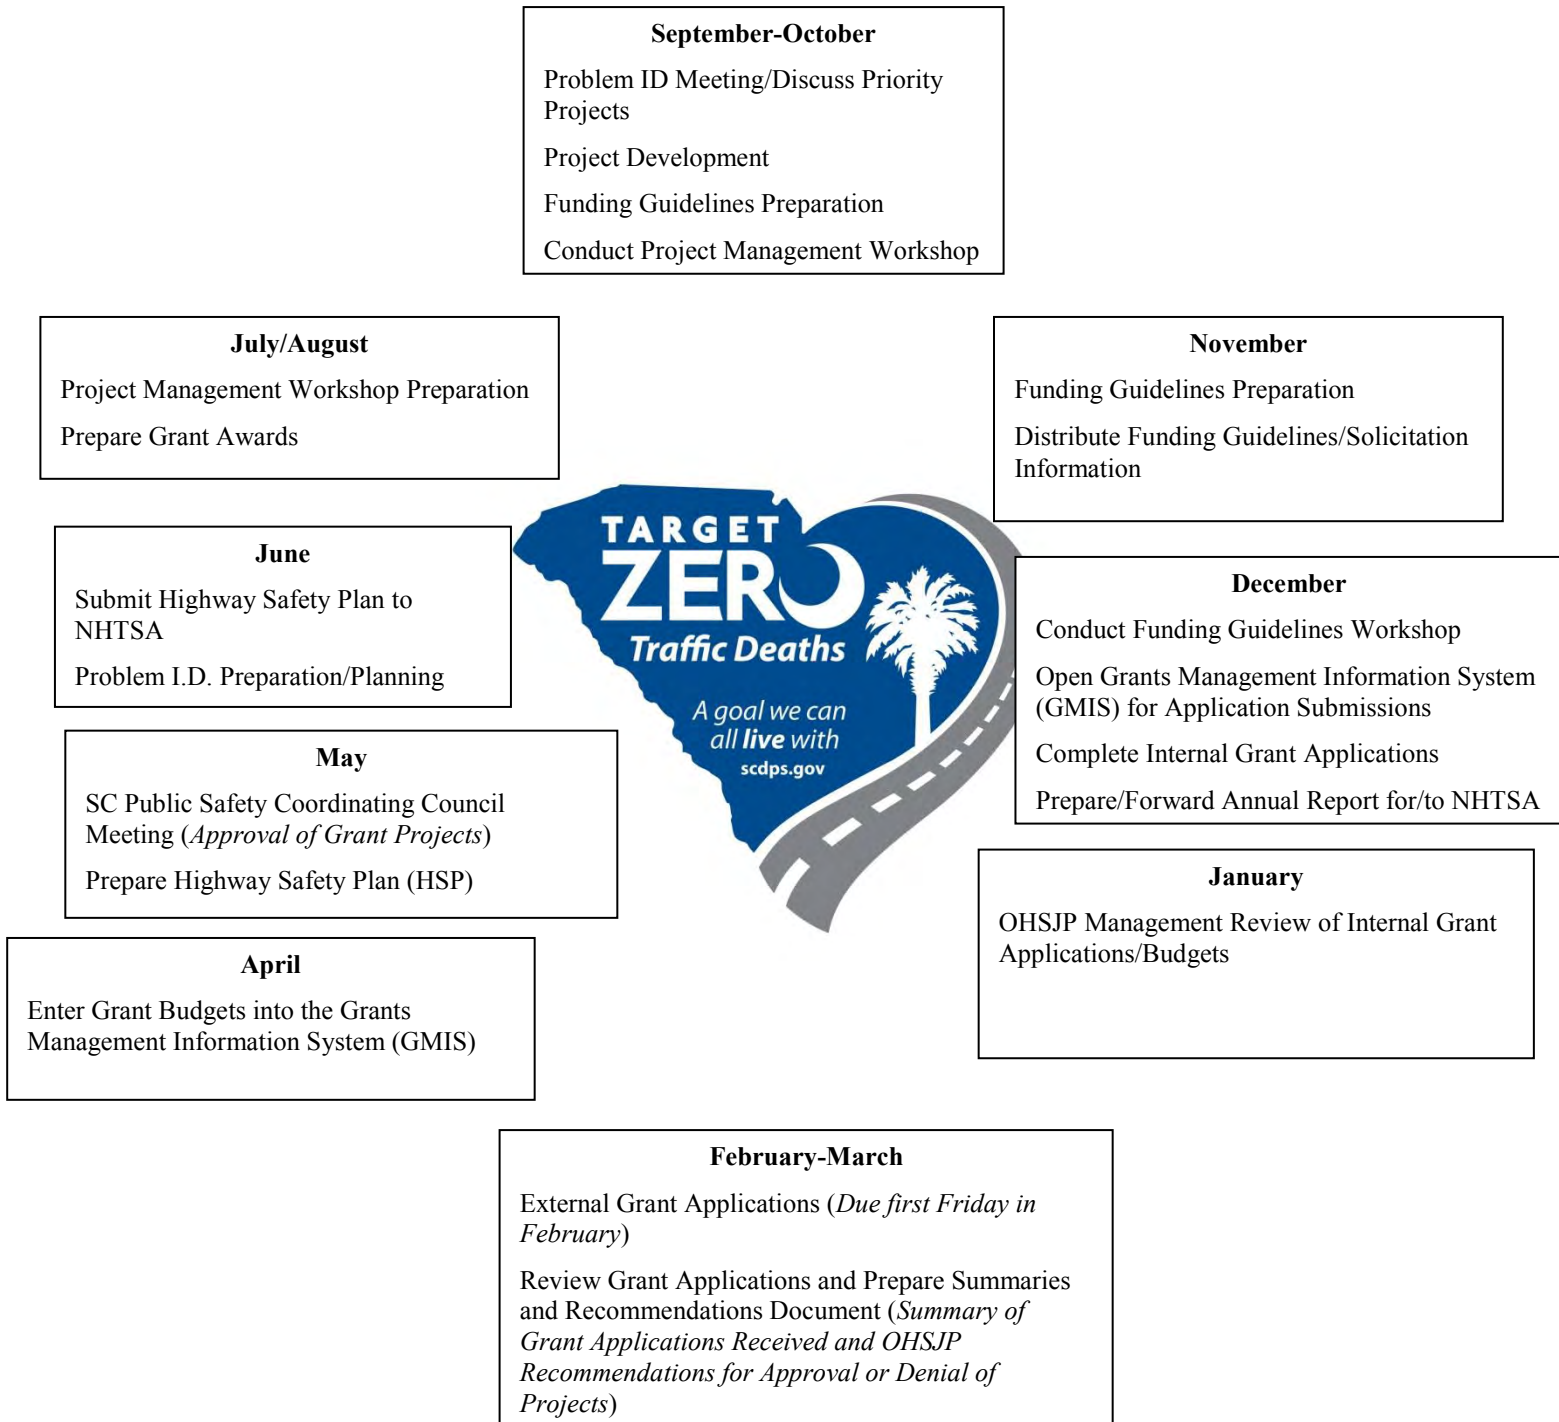 September-October
Problem ID Meeting/Discuss Priority
Projects
Project Development
Funding Guidelines Preparation
Conduct Project Management Workshop
July/August
Project Management Workshop Preparation
Prepare Grant Awards
November
Funding Guidelines Preparation
Distribute Funding Guidelines/Solicitation
Information
TARGET
ZERO
Traffic Deaths
A goal we can
all live with
scdps.gov
June
Submit Highway Safety Plan to
NHTSA
Problem I.D. Preparation/Planning
December
Conduct Funding Guidelines Workshop
Open Grants Management Information System
(GMIS) for Application Submissions
Complete Internal Grant Applications
Prepare/Forward Annual Report for/to NHTSA
May
SC Public Safety Coordinating Council
Meeting (Approval of Grant Projects)
Prepare Highway Safety Plan (HSP)
January
OHSJP Management Review of Internal Grant
Applications/Budgets
April
Enter Grant Budgets into the Grants
Management Information System (GMIS)
February-March
External Grant Applications (Due first Friday in
February)
Review Grant Applications and Prepare Summaries
and Recommendations Document (Summary of
Grant Applications Received and OHSJP
Recommendations for Approval or Denial of
Projects)